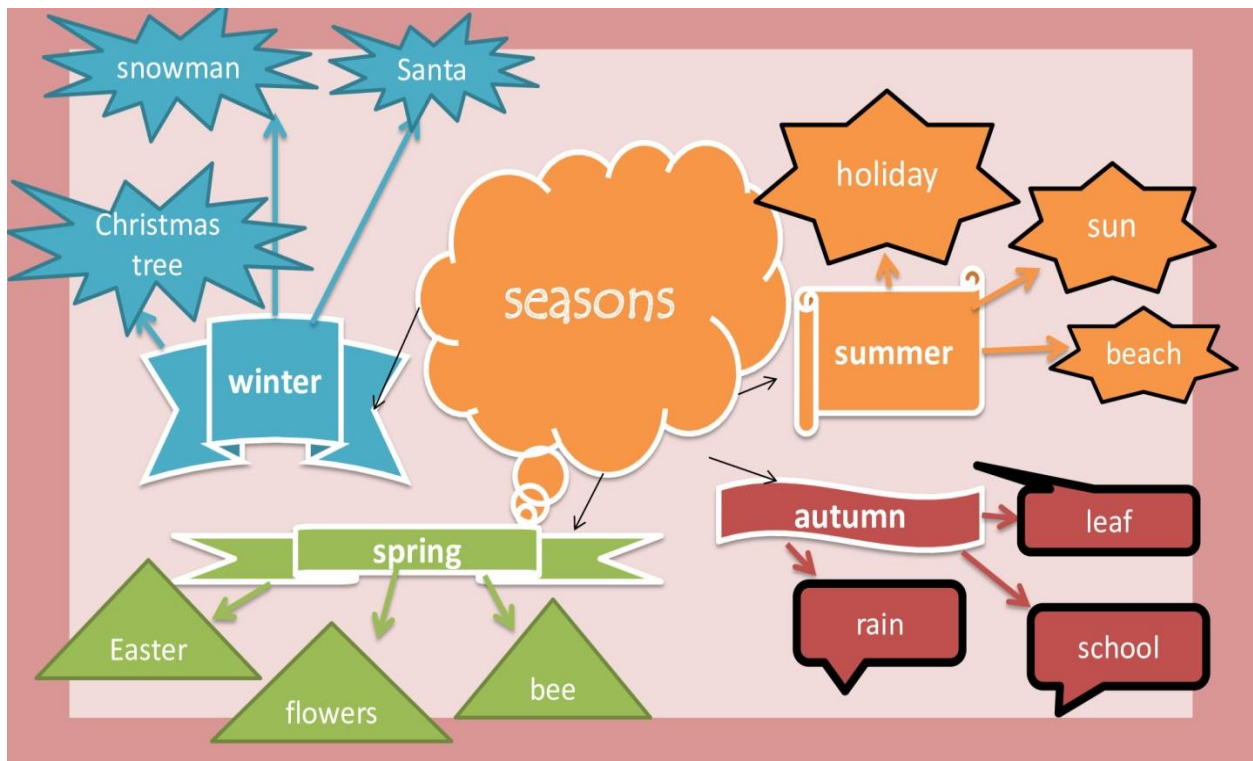 snowman
Santa
Christmas
tree
winter
seasons
holiday
sun
summer
beach
spring
Easter
flowers
bee
autumn
leaf
rain
school